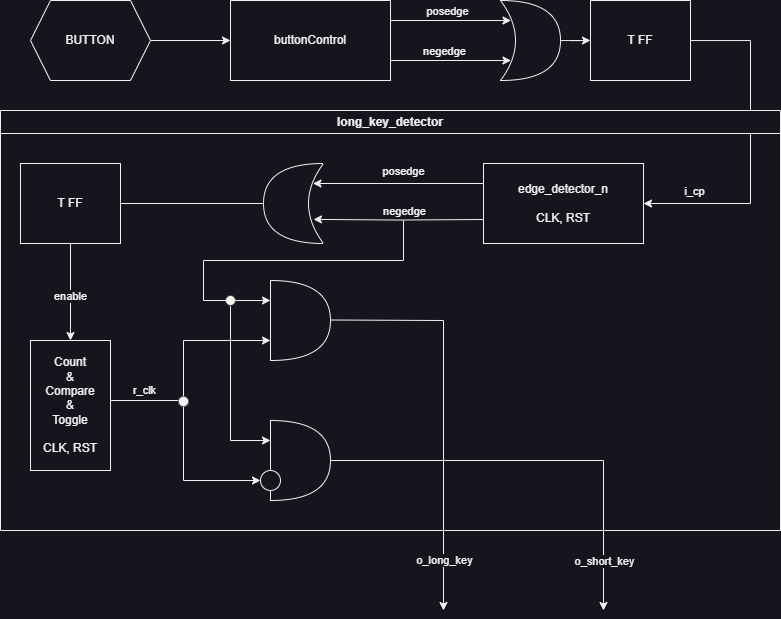 BUTTON
buttonControl
posedge
negedge
T FF
long_key_detector
T FF
posedge
negedge
edge_detector_n
CLK, RST
i_cp
enable
Count
&
Compare
&
Toggle
CLK, RST
r_clk
o_long_key
o_short_key